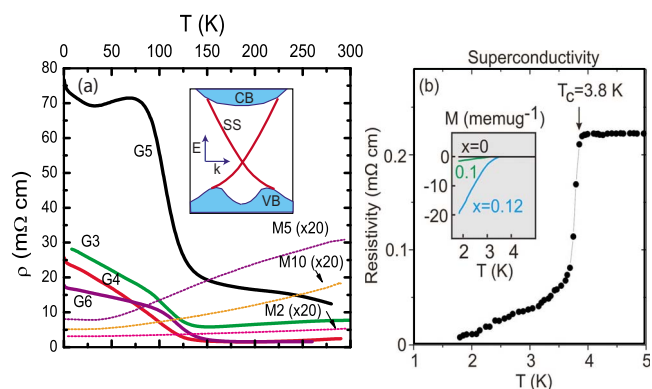 T (K)
0 50 100 150 200 250 300
80
70
60
50
40
30
20
10
0
ρ (mΩ cm)
(a)
CB
SS
E
k
VB
G5
G3
G4
G6
M5 (x20)
M10 (x20)
M2 (x20)
Superconductivity
(b)
T_C=3.8 K
M (memug⁻¹)
x=0
0.1
x=0.12
0
-10
-20
2 4
T (K)
0.2
0.1
0
Resistivity (mΩ cm)
1 2 3 4 5
T (K)